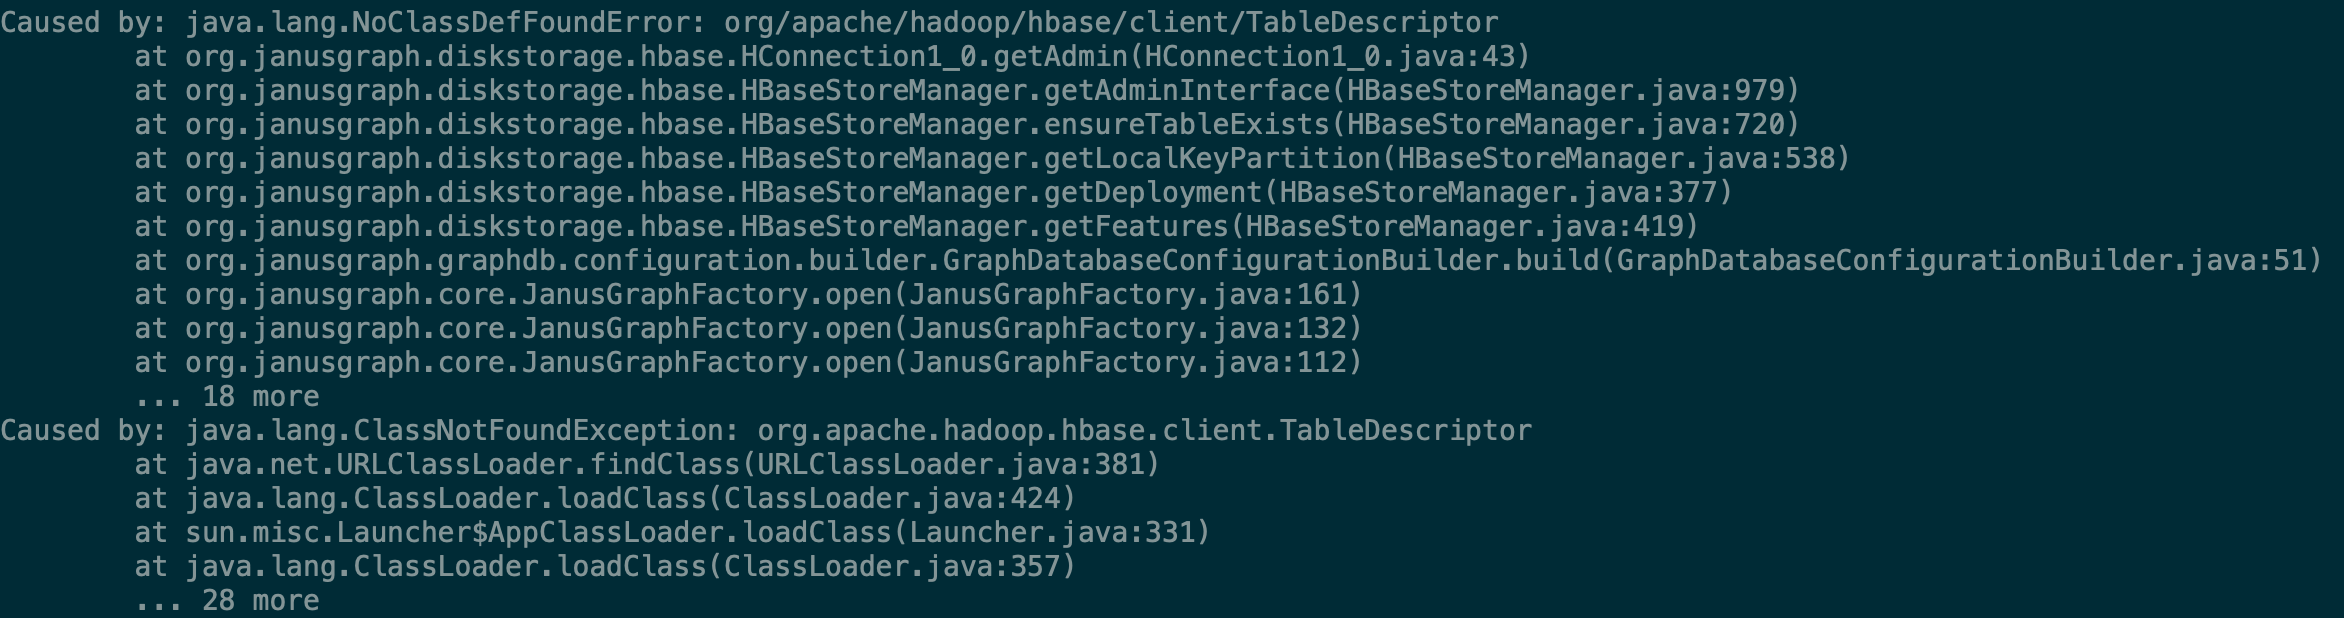 Caused by: java.lang.NoClassDefFoundError: org/apache/hadoop/hbase/client/TableDescriptor
at org.janusgraph.diskstorage.hbase.HConnection1_0.getAdmin(HConnection1_0.java:43)
at org.janusgraph.diskstorage.hbase.HBaseStoreManager.getAdminInterface(HBaseStoreManager.java:979)
at org.janusgraph.diskstorage.hbase.HBaseStoreManager.ensureTableExists(HBaseStoreManager.java:720)
at org.janusgraph.diskstorage.hbase.HBaseStoreManager.getLocalKeyPartition(HBaseStoreManager.java:538)
at org.janusgraph.diskstorage.hbase.HBaseStoreManager.getDeployment(HBaseStoreManager.java:377)
at org.janusgraph.diskstorage.hbase.HBaseStoreManager.getFeatures(HBaseStoreManager.java:419)
at org.janusgraph.graphdb.configuration.builder.GraphDatabaseConfigurationBuilder.build(GraphDatabaseConfigurationBuilder.java:51)
at org.janusgraph.core.JanusGraphFactory.open(JanusGraphFactory.java:161)
at org.janusgraph.core.JanusGraphFactory.open(JanusGraphFactory.java:132)
at org.janusgraph.core.JanusGraphFactory.open(JanusGraphFactory.java:112)
... 18 more
Caused by: java.lang.ClassNotFoundException: org.apache.hadoop.hbase.client.TableDescriptor
at java.net.URLClassLoader.findClass(URLClassLoader.java:381)
at java.lang.ClassLoader.loadClass(ClassLoader.java:424)
at sun.misc.Launcher$AppClassLoader.loadClass(Launcher.java:331)
at java.lang.ClassLoader.loadClass(ClassLoader.java:357)
... 28 more